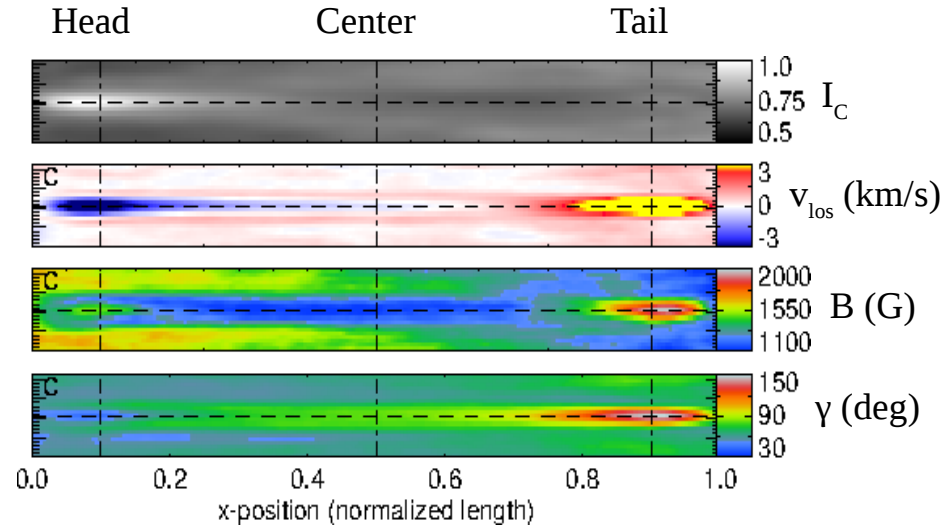 Head Center Tail
1.0
0.75
0.5
I_C
C
3
0
-3
v_los (km/s)
C
2000
1550
1100
B (G)
C
150
90
30
γ (deg)
0.0 0.2 0.4 0.6 0.8 1.0
x-position (normalized length)